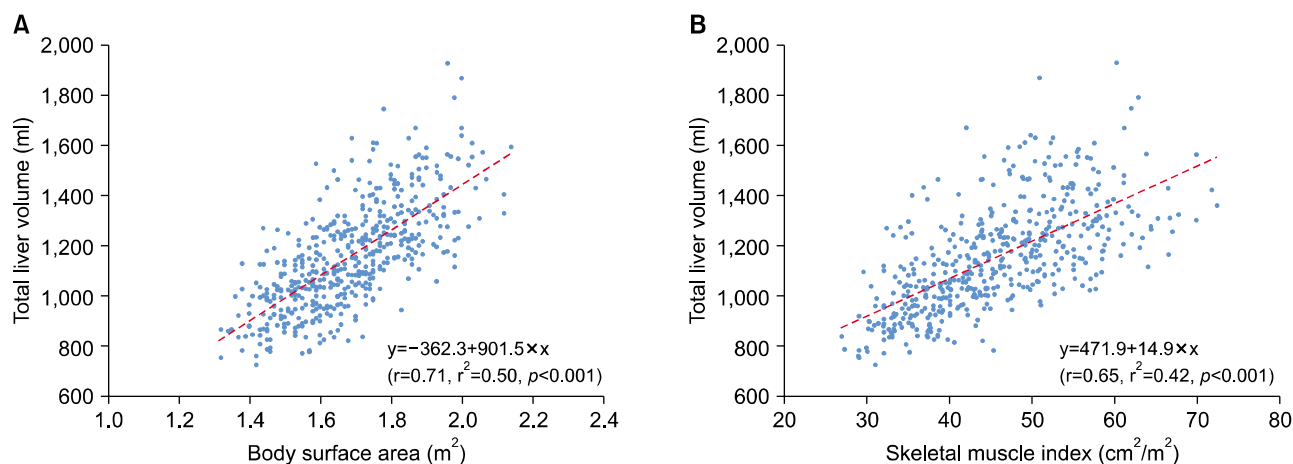 A
2,000
1,800
1,600
1,400
1,200
1,000
800
600
Total liver volume (ml)
1.0 1.2 1.4 1.6 1.8 2.0 2.2 2.4
Body surface area (m²)
y=−362.3+901.5×x
(r=0.71, r²=0.50, p<0.001)
B
2,000
1,800
1,600
1,400
1,200
1,000
800
600
Total liver volume (ml)
20 30 40 50 60 70 80
Skeletal muscle index (cm²/m²)
y=471.9+14.9×x
(r=0.65, r²=0.42, p<0.001)